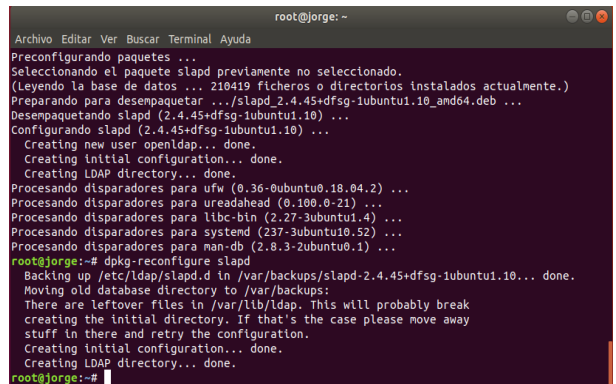 root@jorge: ~
Archivo Editar Ver Buscar Terminal Ayuda
Preconfigurando paquetes ...
Seleccionando el paquete slapd previamente no seleccionado.
(Leyendo la base de datos ... 210419 ficheros o directorios instalados actualmente.)
Preparando para desempaquetar .../slapd_2.4.45+dfsg-1ubuntu1.10_amd64.deb ...
Desempaquetando slapd (2.4.45+dfsg-1ubuntu1.10) ...
Configurando slapd (2.4.45+dfsg-1ubuntu1.10) ...
  Creating new user openldap... done.
  Creating initial configuration... done.
  Creating LDAP directory... done.
Procesando disparadores para ufw (0.36-0ubuntu0.18.04.2) ...
Procesando disparadores para ureadahead (0.100.0-21) ...
Procesando disparadores para libc-bin (2.27-3ubuntu1.4) ...
Procesando disparadores para systemd (237-3ubuntu10.52) ...
Procesando disparadores para man-db (2.8.3-2ubuntu0.1) ...
root@jorge:~# dpkg-reconfigure slapd
  Backing up /etc/ldap/slapd.d in /var/backups/slapd-2.4.45+dfsg-1ubuntu1.10... done.
  Moving old database directory to /var/backups:
  There are leftover files in /var/lib/ldap. This will probably break
  creating the initial directory. If that's the case please move away
  stuff in there and retry the configuration.
  Creating initial configuration... done.
  Creating LDAP directory... done.
root@jorge:~#